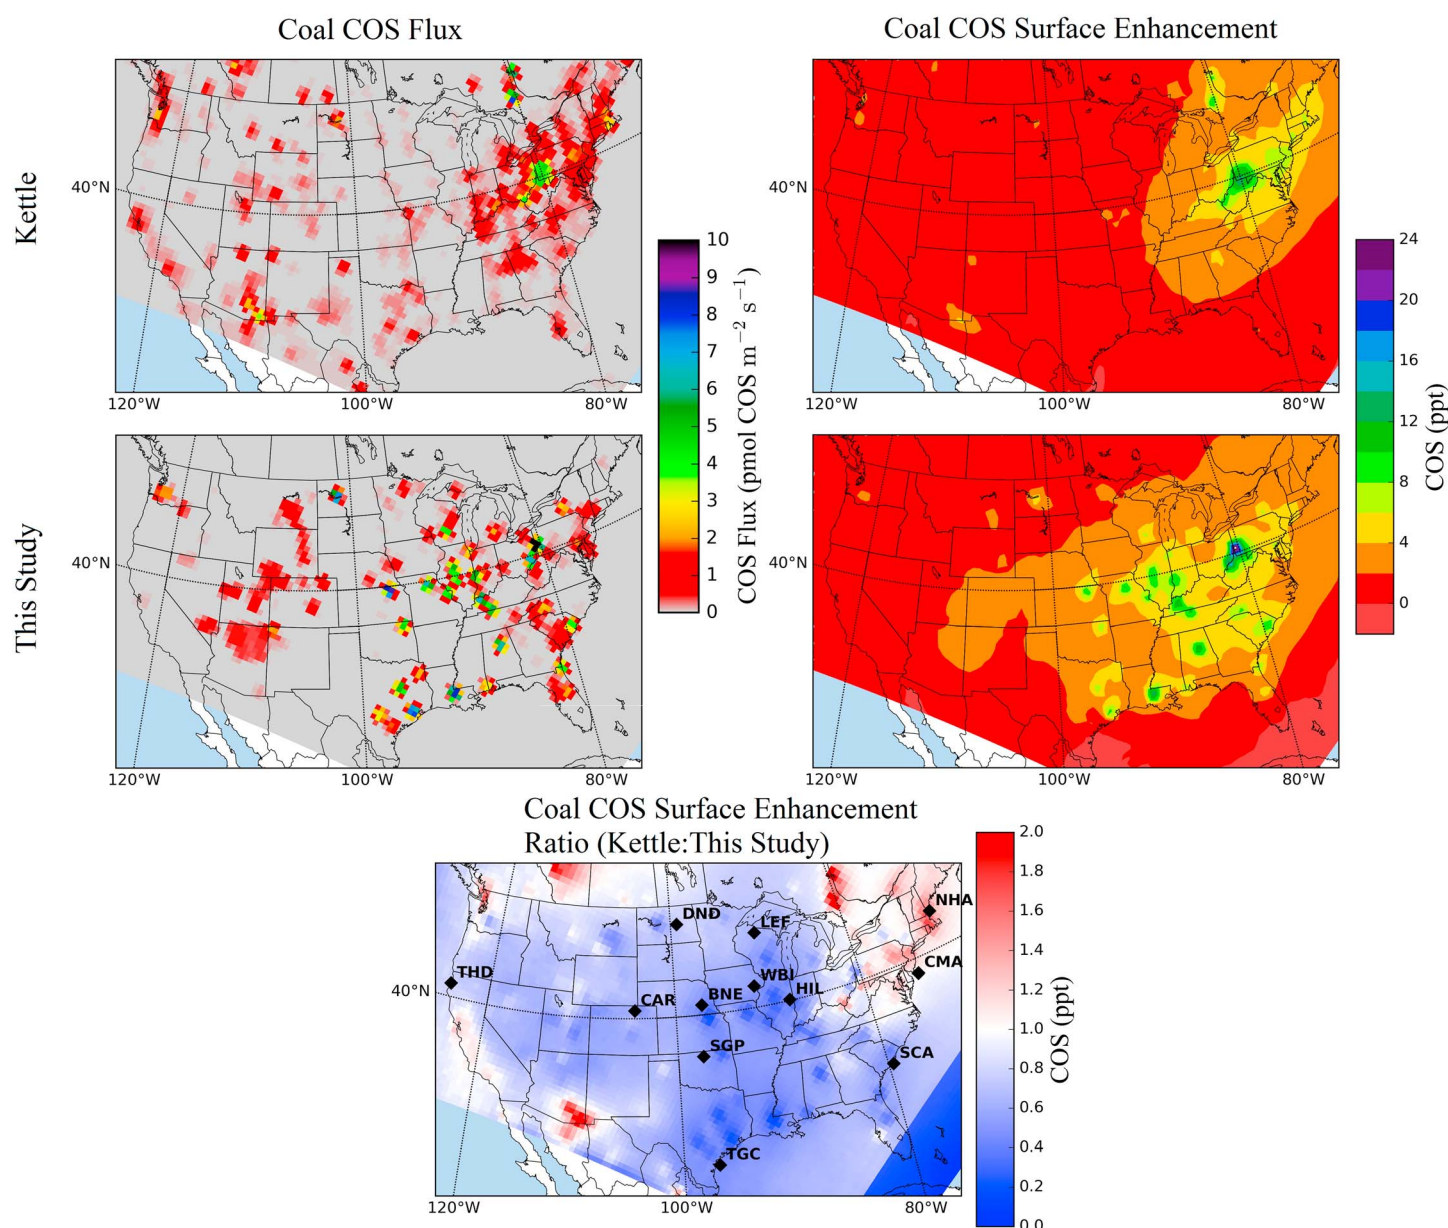 Coal COS Flux
Coal COS Surface Enhancement
Kettle
40°N
120°W
100°W
80°W
120°W
100°W
80°W
10
9
8
7
6
5
4
3
2
1
0
COS Flux (pmol COS m−2 s−1)
24
20
16
12
8
4
0
COS (ppt)
This Study
40°N
120°W
100°W
80°W
120°W
100°W
80°W
Coal COS Surface Enhancement
Ratio (Kettle:This Study)
NHA
DND
LEF
CMA
THD
WBI
HIL
CAR
BNE
SGP
SCA
TGC
40°N
120°W
100°W
80°W
2.0
1.8
1.6
1.4
1.2
1.0
0.8
0.6
0.4
0.2
0.0
COS (ppt)